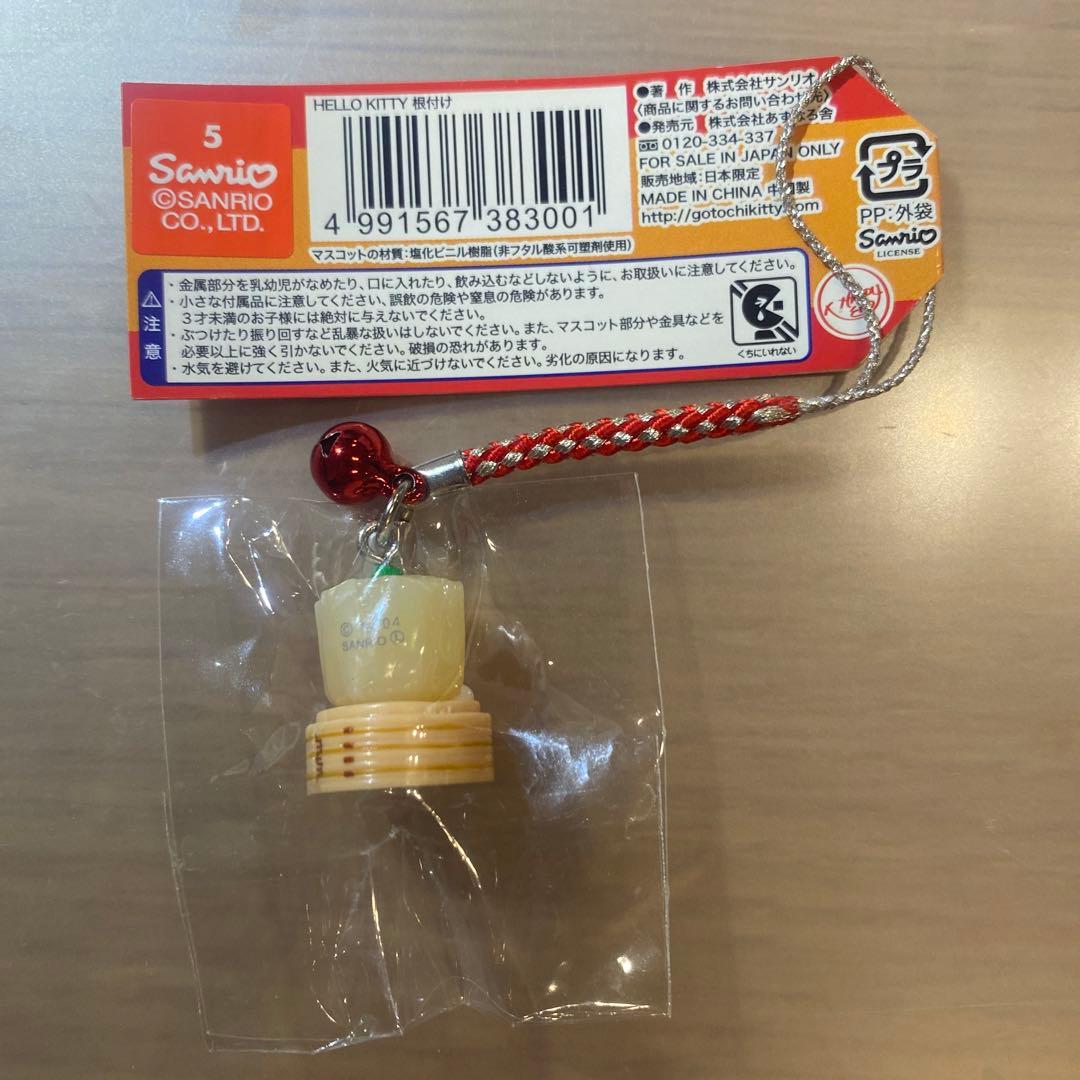 5
Sanrio
©SANRIO
CO.,LTD.
HELLO KITTY 根付け
4 991567 383001
マスコットの材質：塩化ビニル樹脂（非フタル酸系可塑剤使用）
●著　作　株式会社サンリオ
〈商品に関するお問い合わせ先〉
●発売元　株式会社あすなろ舎
0120-334-337
FOR SALE IN JAPAN ONLY
販売地域：日本限定
MADE IN CHINA 中国製
http://gotochikitty.com
プラ
PP：外袋
Sanrio
LICENSE
注意
・金属部分を乳幼児がなめたり、口に入れたり、飲み込むなどしないように、お取扱いに注意してください。
・小さな付属品に注意してください、誤飲の危険や窒息の危険があります。
３才未満のお子様には絶対に与えないでください。
・ぶつけたり振り回すなど乱暴な扱いはしないでください。また、マスコット部分や金具などを
必要以上に強く引かないでください。破損の恐れがあります。
・水気を避けてください。また、火気に近づけないでください。劣化の原因になります。
くちにいれない
SANRIO Ⓛ